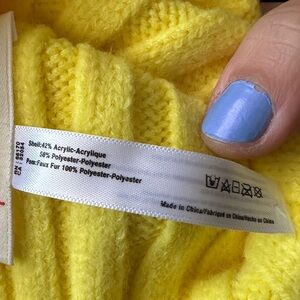 Shell:42% Acrylic-Acrylique
58% Polyester-Polyester
Pom:Faux Fur 100% Polyester-Polyaster
Made in China/Fabriqué en Chine/Hecho en China